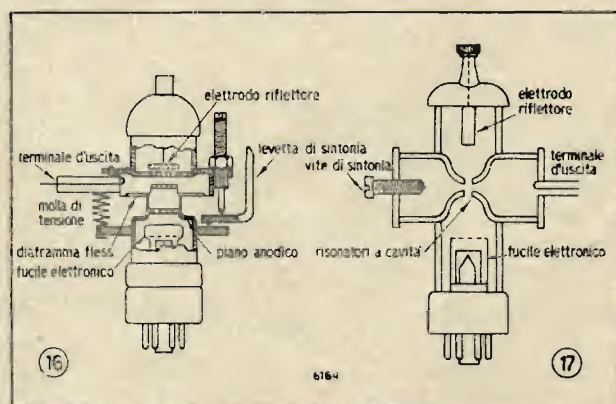 elettrodo riflettore
terminale d'uscita
levetta di sintonia
vite di sintonia
molla di
tensione
diaframma fless
fucile elettronico
piano anodico
16
elettrodo
riflettore
terminale
d'uscita
risonatori a cavità
fucile elettronico
17